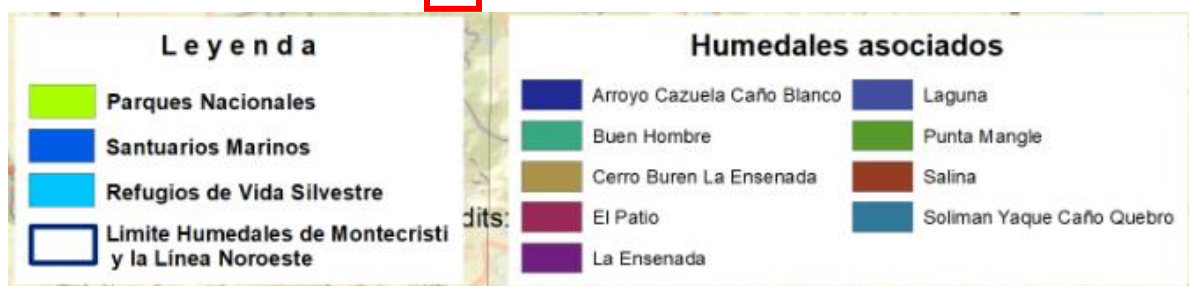 Leyenda
Parques Nacionales
Santuarios Marinos
Refugios de Vida Silvestre
Limite Humedales de Montecristi
y la Línea Noroeste
dits:
Humedales asociados
Arroyo Cazuela Caño Blanco
Buen Hombre
Cerro Buren La Ensenada
El Patio
La Ensenada
Laguna
Punta Mangle
Salina
Soliman Yaque Caño Quebro